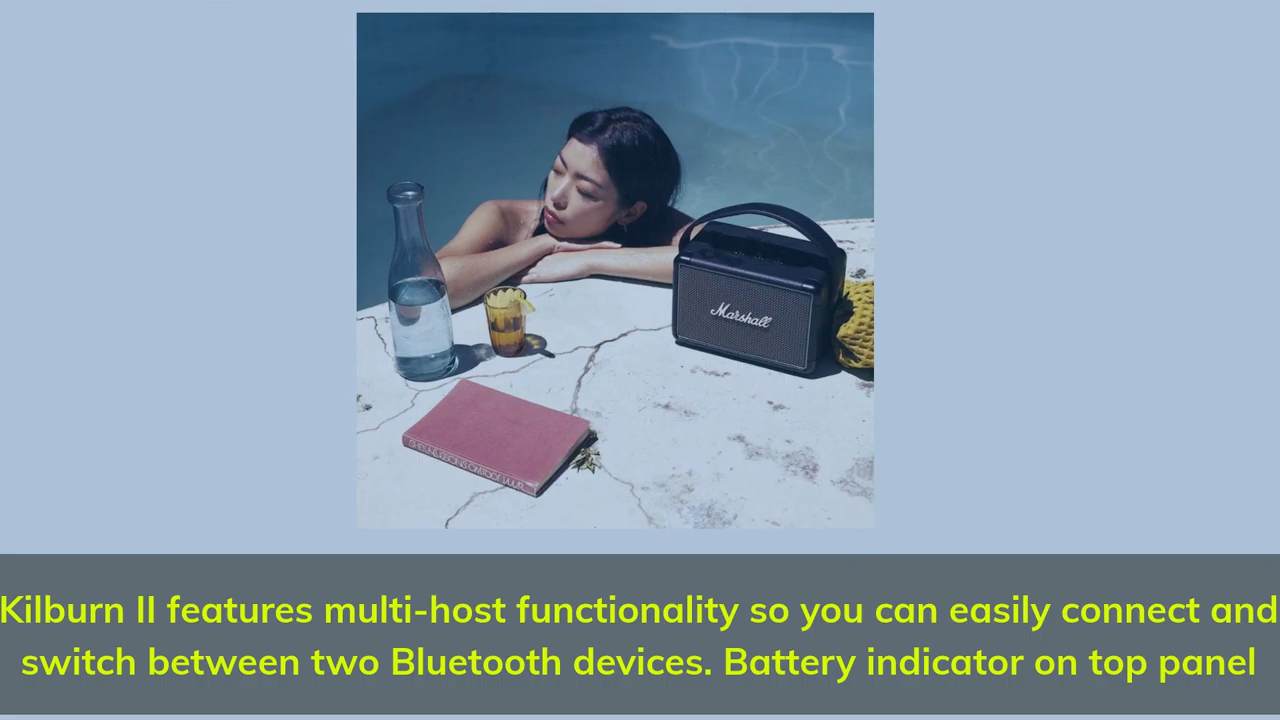 Marshall
Kilburn II features multi-host functionality so you can easily connect and
switch between two Bluetooth devices. Battery indicator on top panel